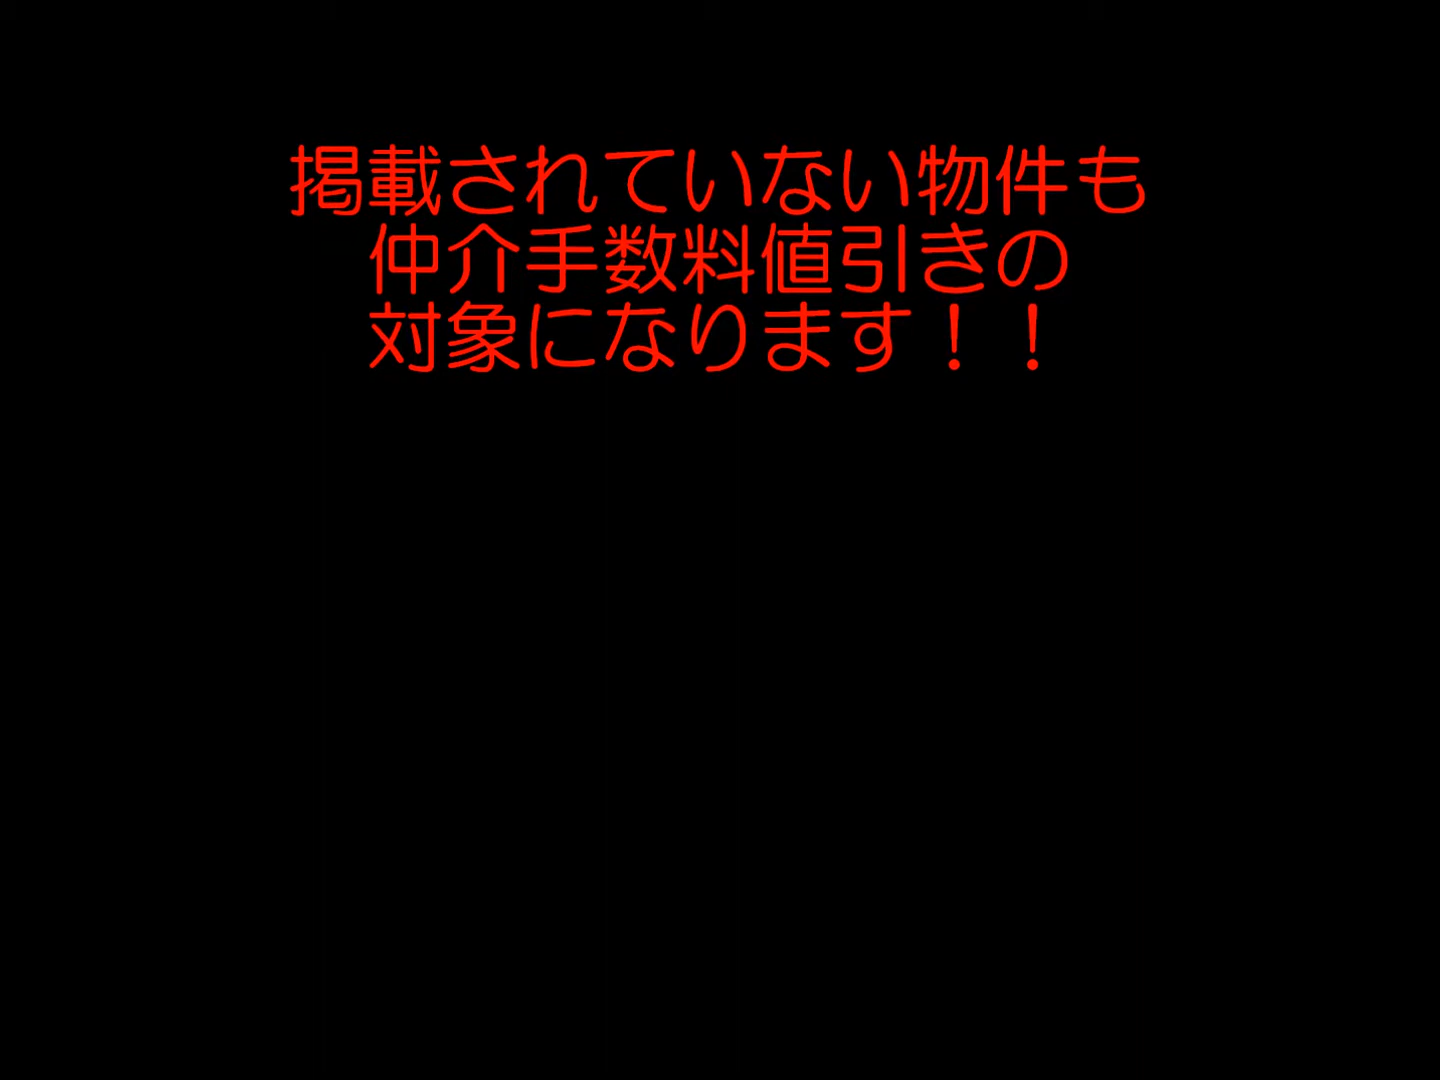 掲載されていない物件も
仲介手数料値引きの
対象になります！！